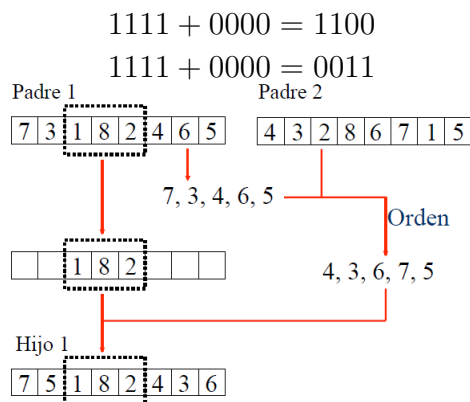 1111 + 0000 = 1100
1111 + 0000 = 0011
Padre 1
Padre 2
7 3 1 8 2 4 6 5
4 3 2 8 6 7 1 5
7, 3, 4, 6, 5
Orden
1 8 2
4, 3, 6, 7, 5
Hijo 1
7 5 1 8 2 4 3 6